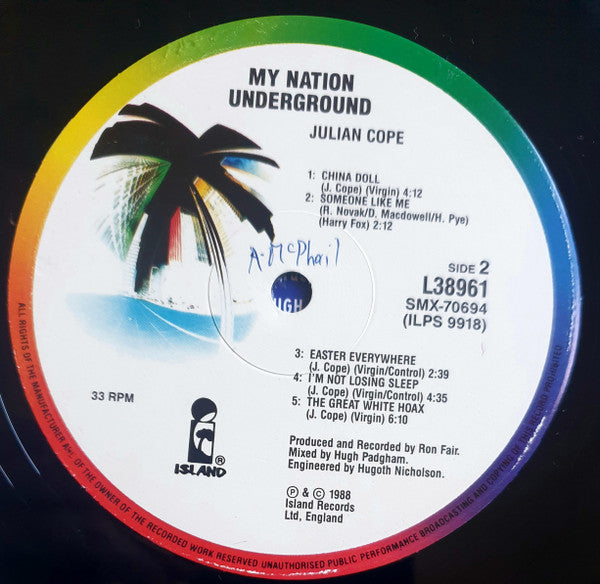 MY NATION
UNDERGROUND
JULIAN COPE
1: CHINA DOLL
(J. Cope) (Virgin) 4:12
2: SOMEONE LIKE ME
(R. Novak/D. Macdowell/H. Pye)
(Harry Fox) 2:12
A. McPhail
UGH
SIDE 2
L38961
SMX-70694
(ILPS 9918)
3: EASTER EVERYWHERE
(J. Cope) (Virgin/Control) 2:39
4: I'M NOT LOSING SLEEP
(J. Cope) (Virgin/Control) 4:35
5: THE GREAT WHITE HOAX
(J. Cope) (Virgin) 6:10
33 RPM
ISLAND ®
Produced and Recorded by Ron Fair.
Mixed by Hugh Padgham.
Engineered by Hugoth Nicholson.
Ⓟ & © 1988
Island Records
Ltd, England
ALL RIGHTS OF THE MANUFACTURER AND OF THE OWNER OF THE RECORDED WORK RESERVED UNAUTHORISED PUBLIC PERFORMANCE BROADCASTING AND COPYING OF THIS RECORD PROHIBITED